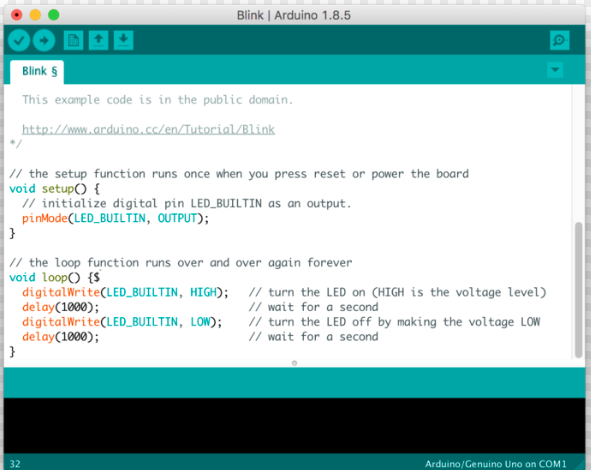 Blink | Arduino 1.8.5
Blink §
This example code is in the public domain.
http://www.arduino.cc/en/Tutorial/Blink
*/
// the setup function runs once when you press reset or power the board
void setup() {
  // initialize digital pin LED_BUILTIN as an output.
  pinMode(LED_BUILTIN, OUTPUT);
}
// the loop function runs over and over again forever
void loop() {$
  digitalWrite(LED_BUILTIN, HIGH);   // turn the LED on (HIGH is the voltage level)
  delay(1000);                       // wait for a second
  digitalWrite(LED_BUILTIN, LOW);    // turn the LED off by making the voltage LOW
  delay(1000);                       // wait for a second
}
32 Arduino/Genuino Uno on COM1